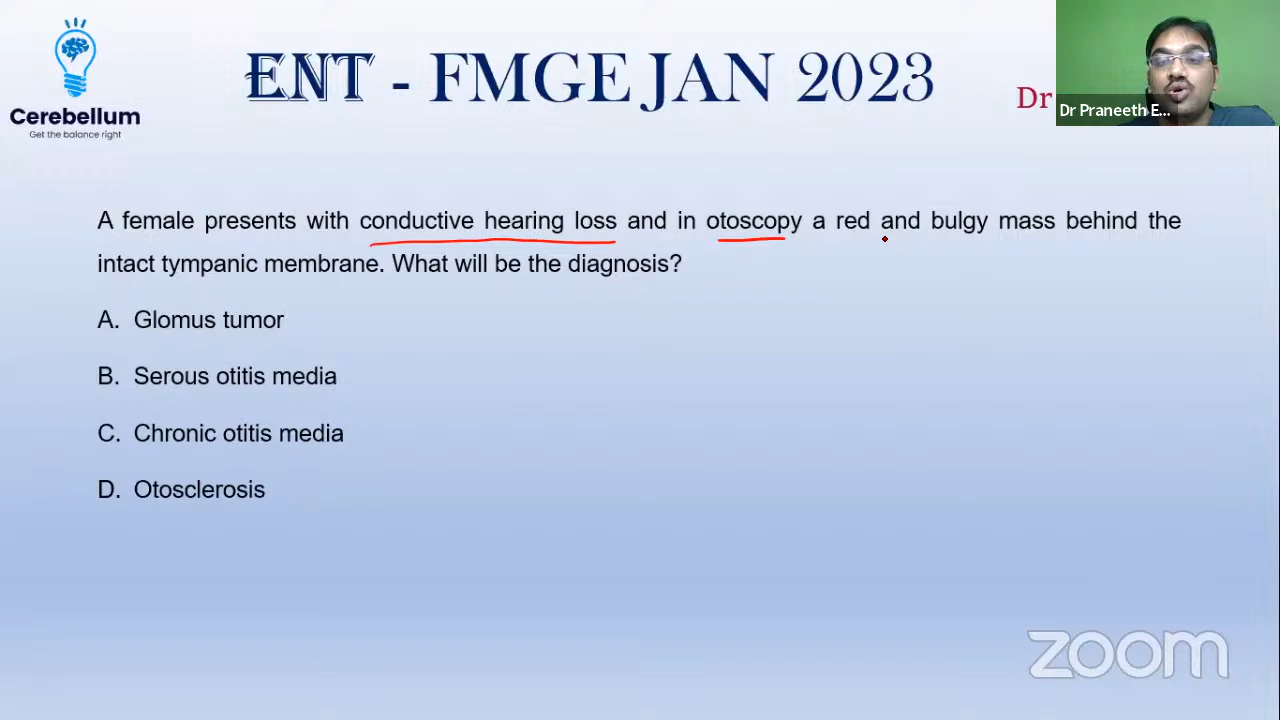 ENT - FMGE JAN 2023
Cerebellum
Get the balance right
Dr
Dr Praneeth E...
A female presents with conductive hearing loss and in otoscopy a red and bulgy mass behind the
intact tympanic membrane. What will be the diagnosis?
A. Glomus tumor
B. Serous otitis media
C. Chronic otitis media
D. Otosclerosis
zoom